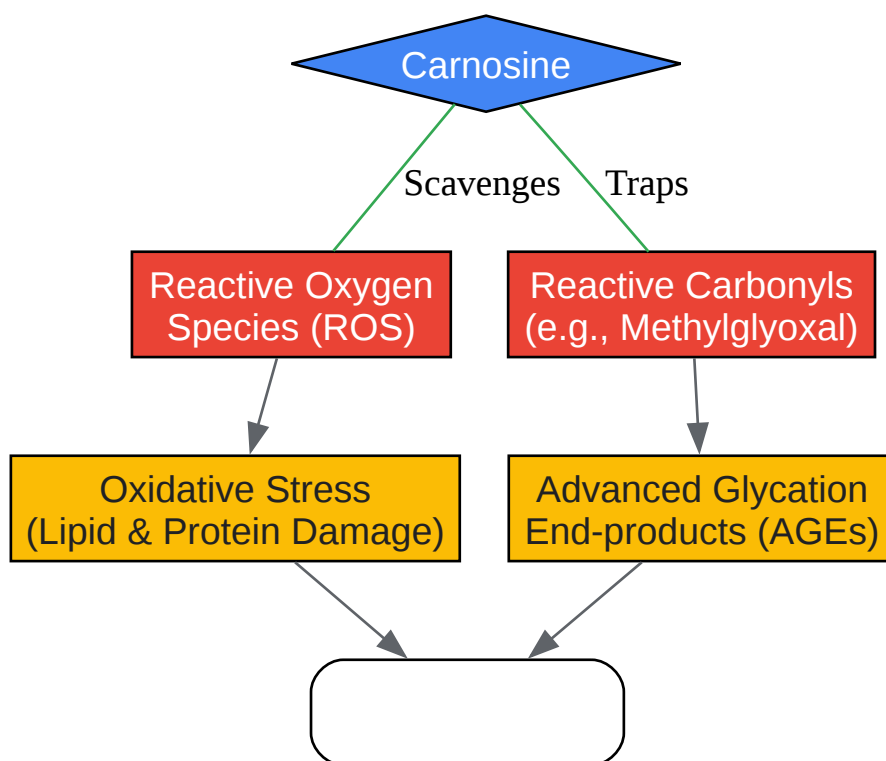 Carnosine
Scavenges
Traps
Reactive Oxygen
Species (ROS)
Reactive Carbonyls
(e.g., Methylglyoxal)
Oxidative Stress
(Lipid & Protein Damage)
Advanced Glycation
End-products (AGEs)